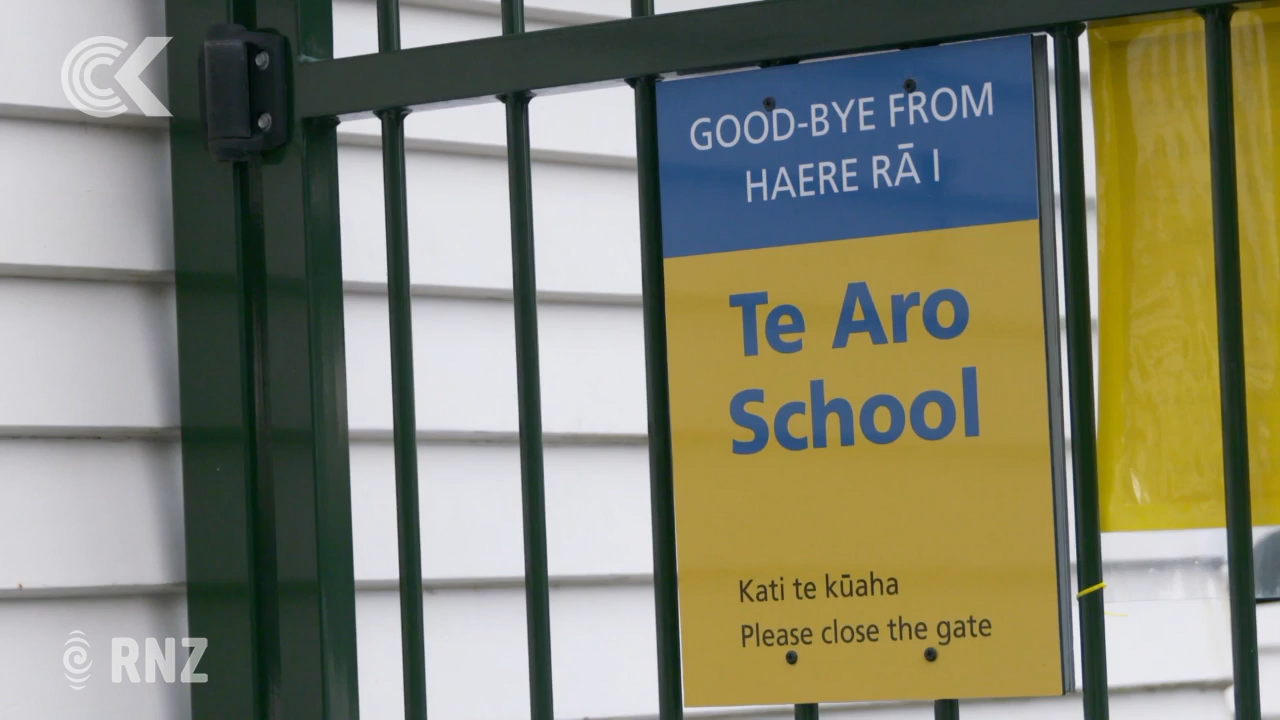 GOOD-BYE FROM
HAERE RĀ I
Te Aro
School
Kati te kūaha
Please close the gate
RNZ